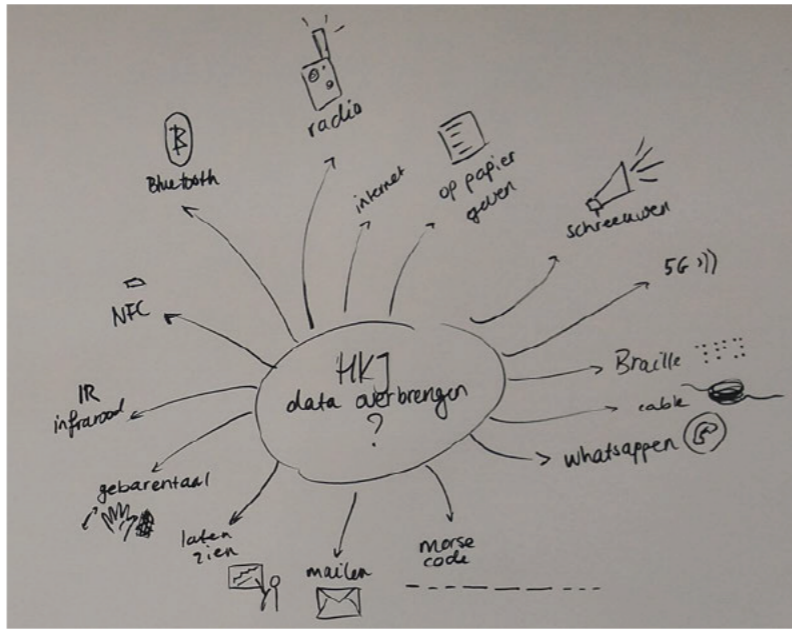 HKJ
data overbrengen
?
radio
Bluetooth
internet
op papier
geven
schreeuwen
5G
NFC
Braille
IR
infrarood
cable
whatsappen
gebarentaal
laten
zien
mailen
morse
code